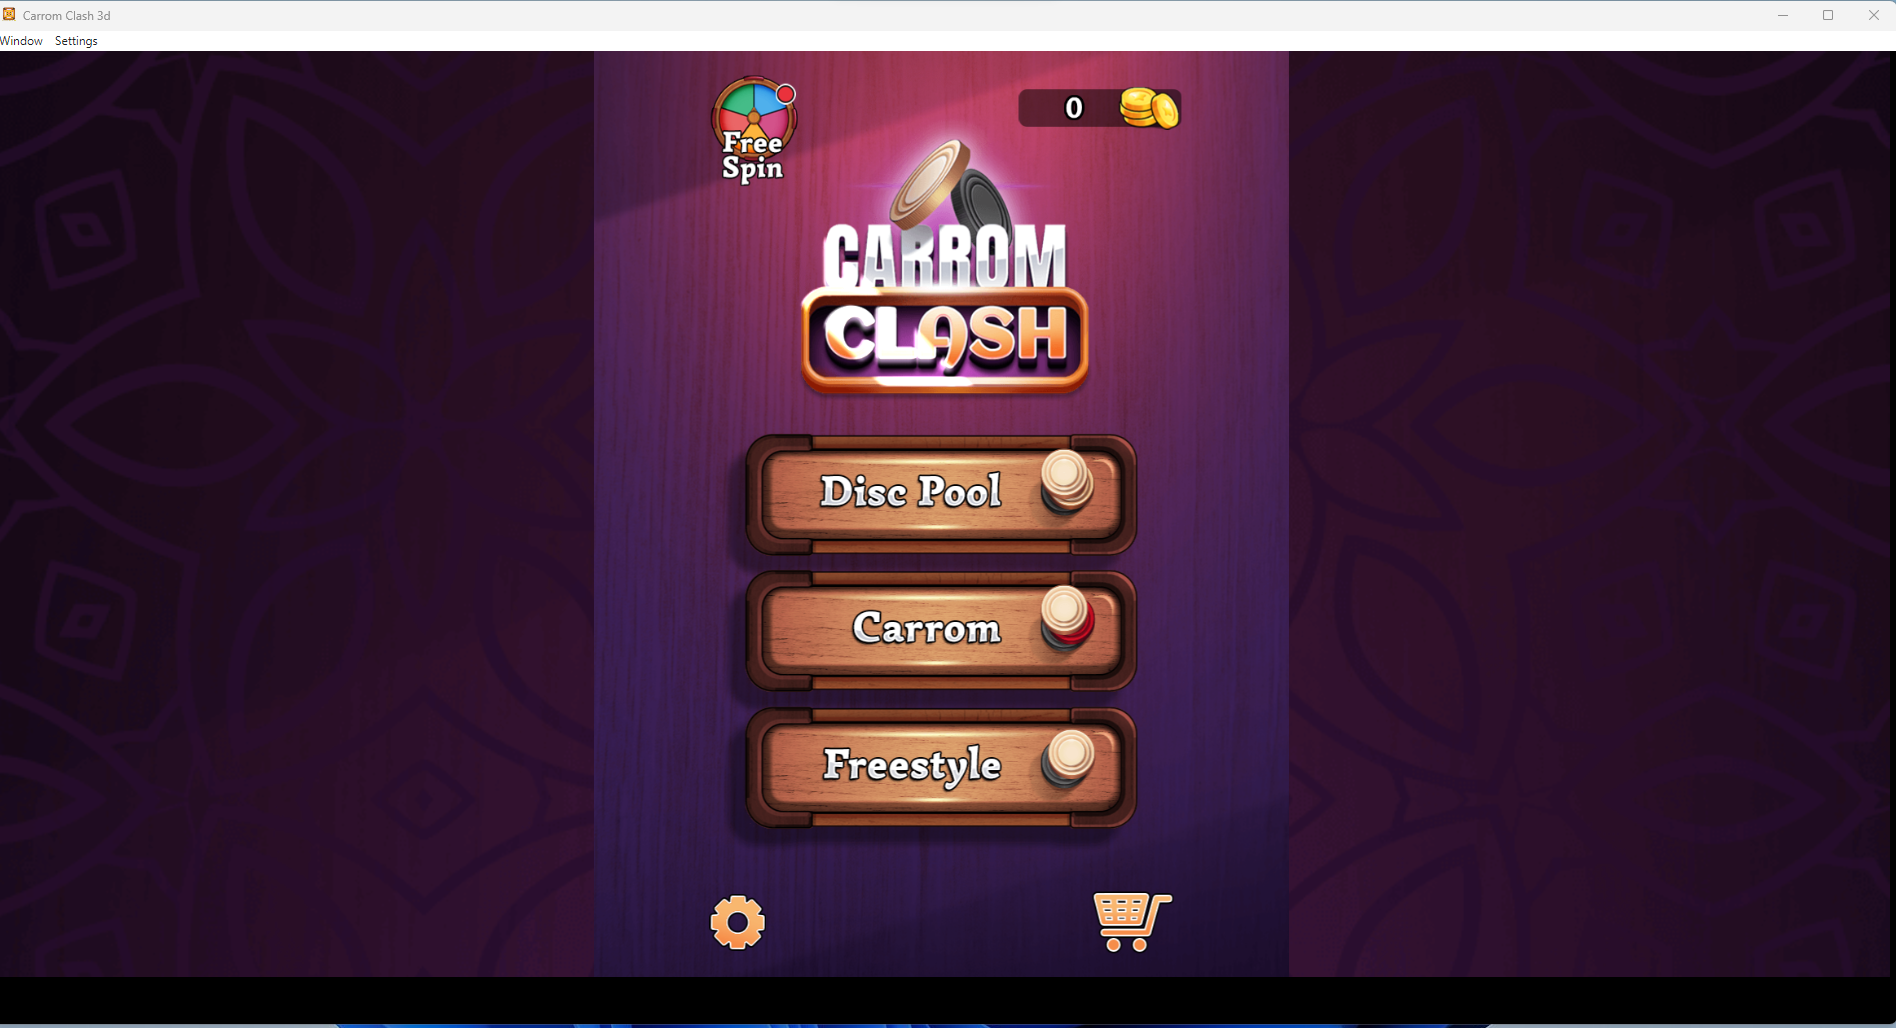 Carrom Clash 3d
Window Settings
Free
Spin
0
CARROM
CLASH
Disc Pool
Carrom
Freestyle